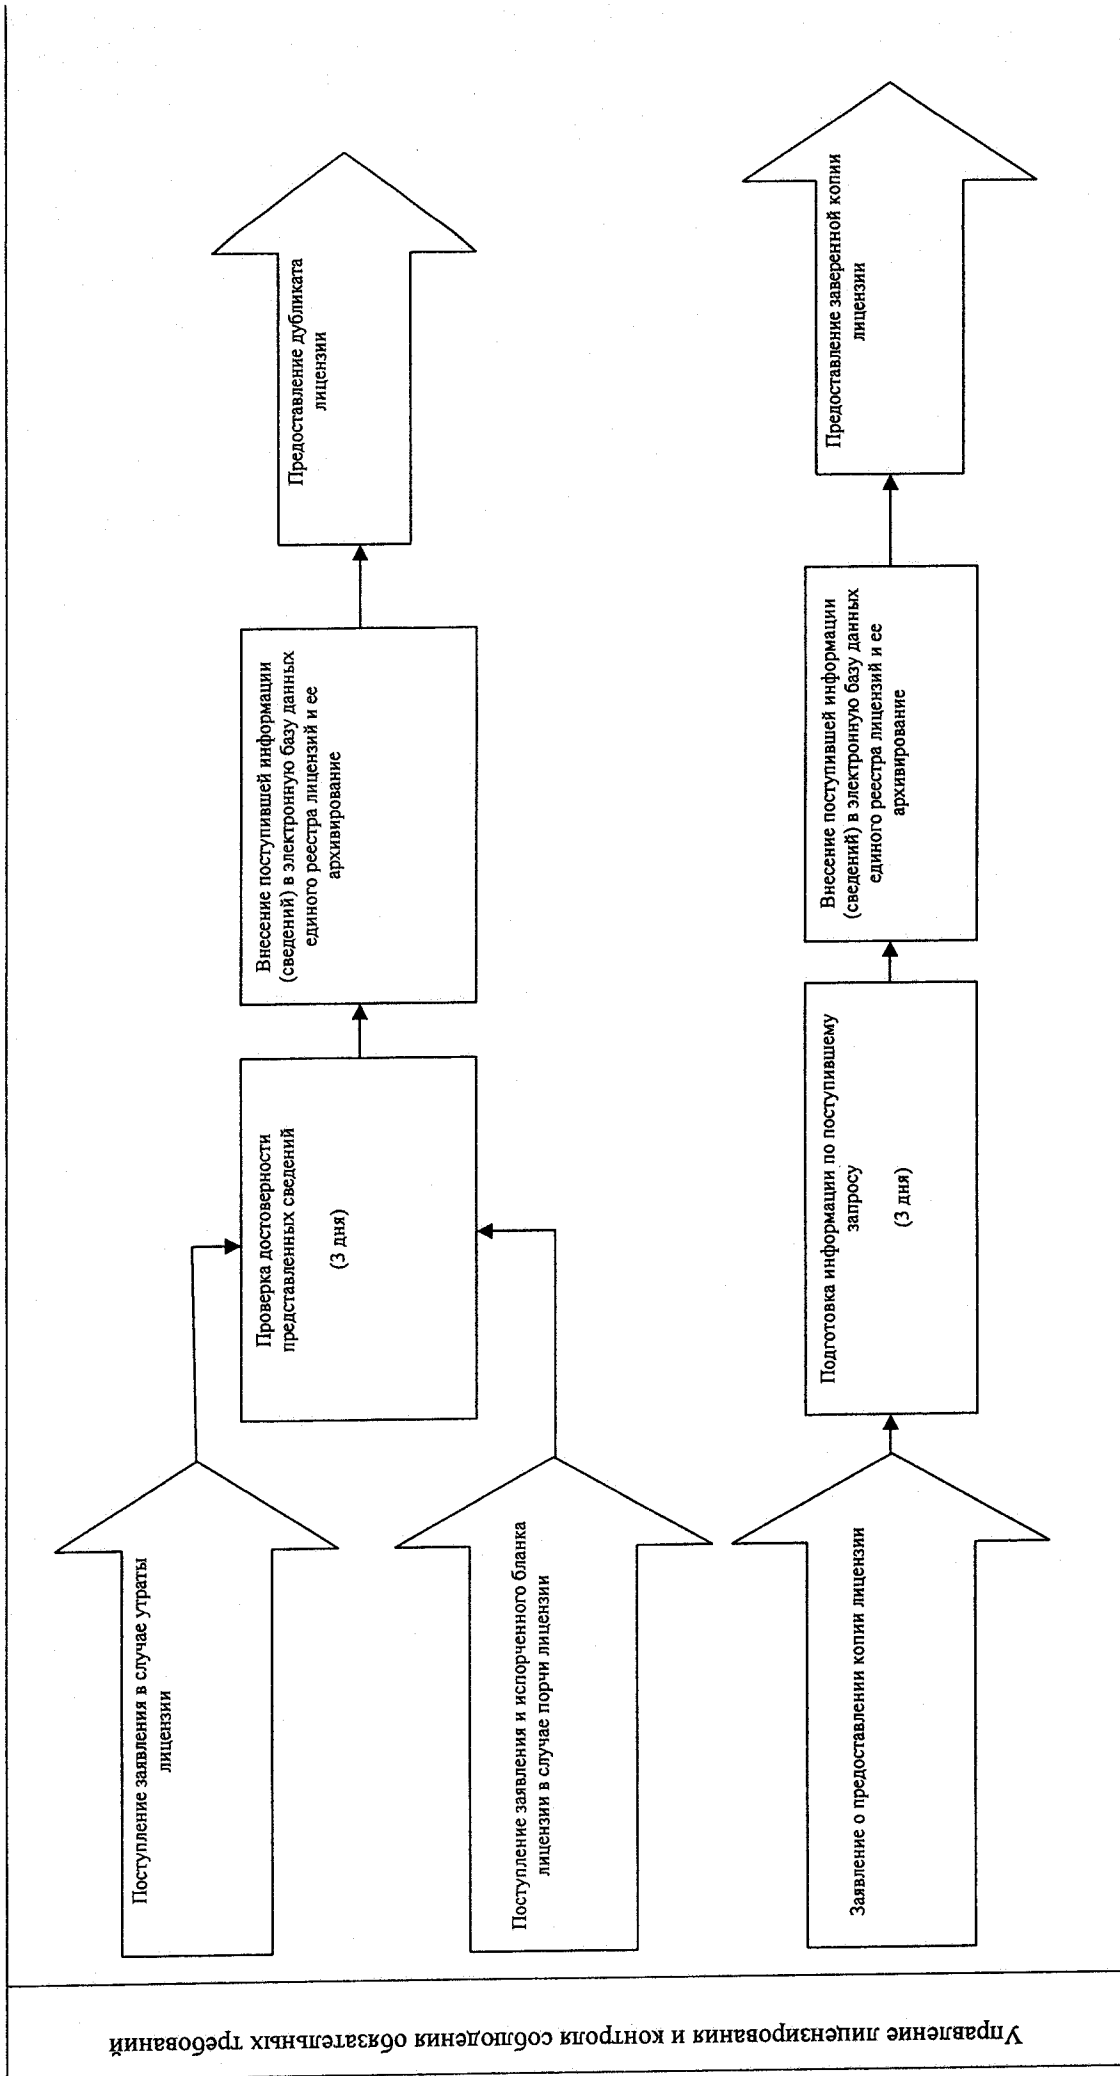 Управление лицензирования и контроля соблюдения обязательных требований
Поступление заявления в случае утраты
лицензии
Поступление заявления и испорченного бланка
лицензии в случае порчи лицензии
Проверка достоверности
представленных сведений
(3 дня)
Внесение поступившей информации
(сведений) в электронную базу данных
единого реестра лицензий и ее
архивирование
Предоставление дубликата
лицензии
Заявление о предоставлении копии лицензии
Подготовка информации по поступившему
запросу
(3 дня)
Внесение поступившей информации
(сведений) в электронную базу данных
единого реестра лицензий и ее
архивирование
Предоставление заверенной копии
лицензии